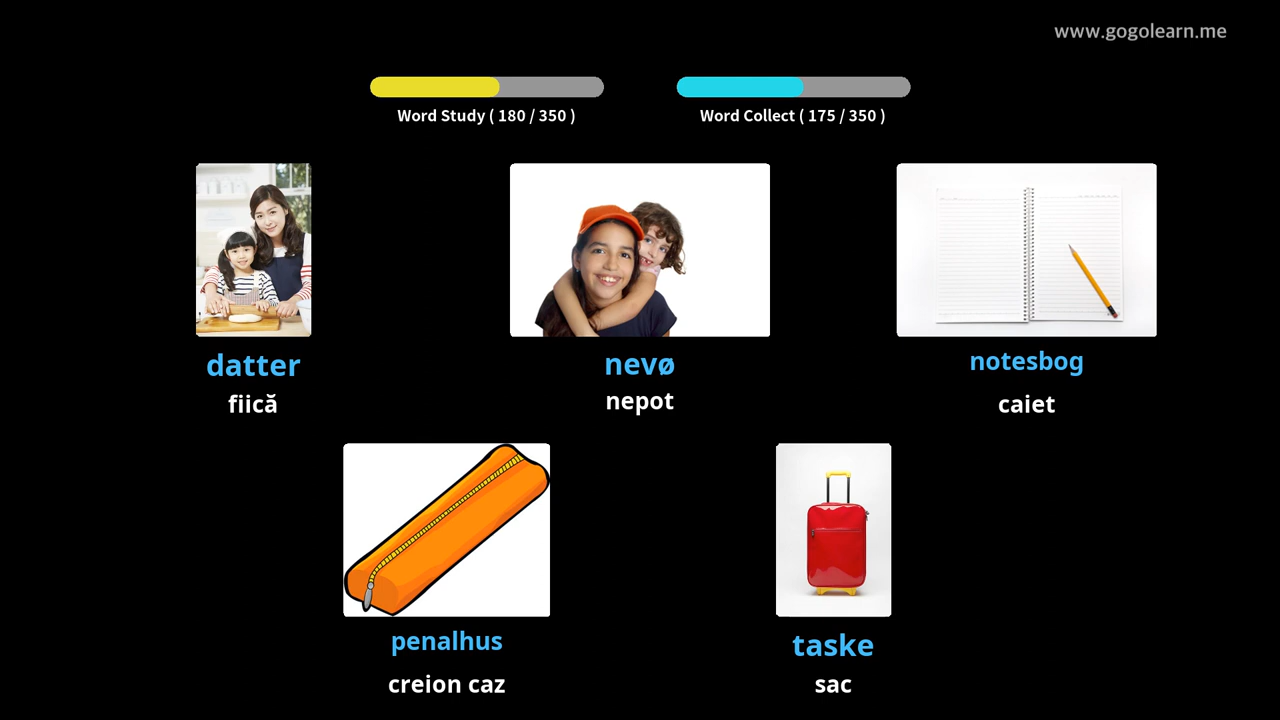 www.gogolearn.me
Word Study ( 180 / 350 )
Word Collect ( 175 / 350 )
datter
nevø
notesbog
fiică
nepot
caiet
penalhus
taske
creion caz
sac